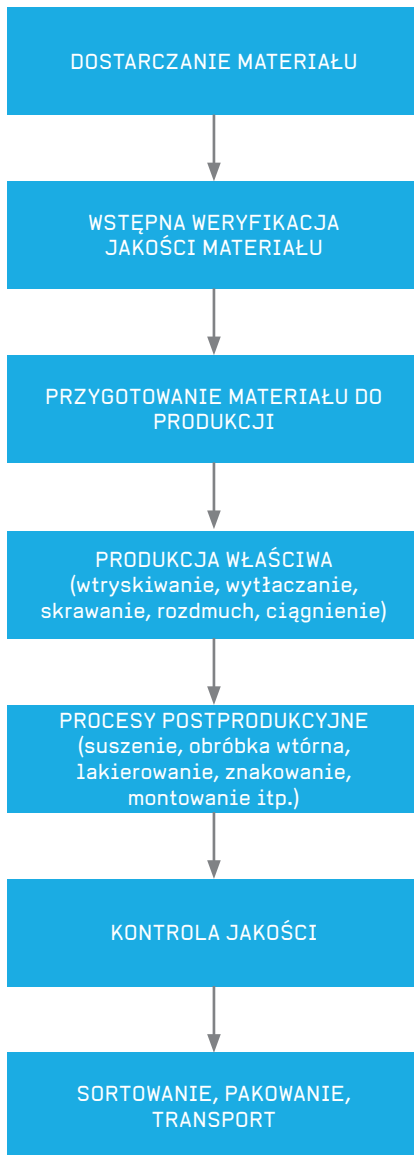 DOSTARCZANIE MATERIAŁU
WSTĘPNA WERYFIKACJA
JAKOŚCI MATERIAŁU
PRZYGOTOWANIE MATERIAŁU DO
PRODUKCJI
PRODUKCJA WŁAŚCIWA
(wtryskiwanie, wytłaczanie,
skrawanie, rozdmuch, ciągnienie)
PROCESY POSTPRODUKCYJNE
(suszenie, obróbka wtórna,
lakierowanie, znakowanie,
montowanie itp.)
KONTROLA JAKOŚCI
SORTOWANIE, PAKOWANIE,
TRANSPORT